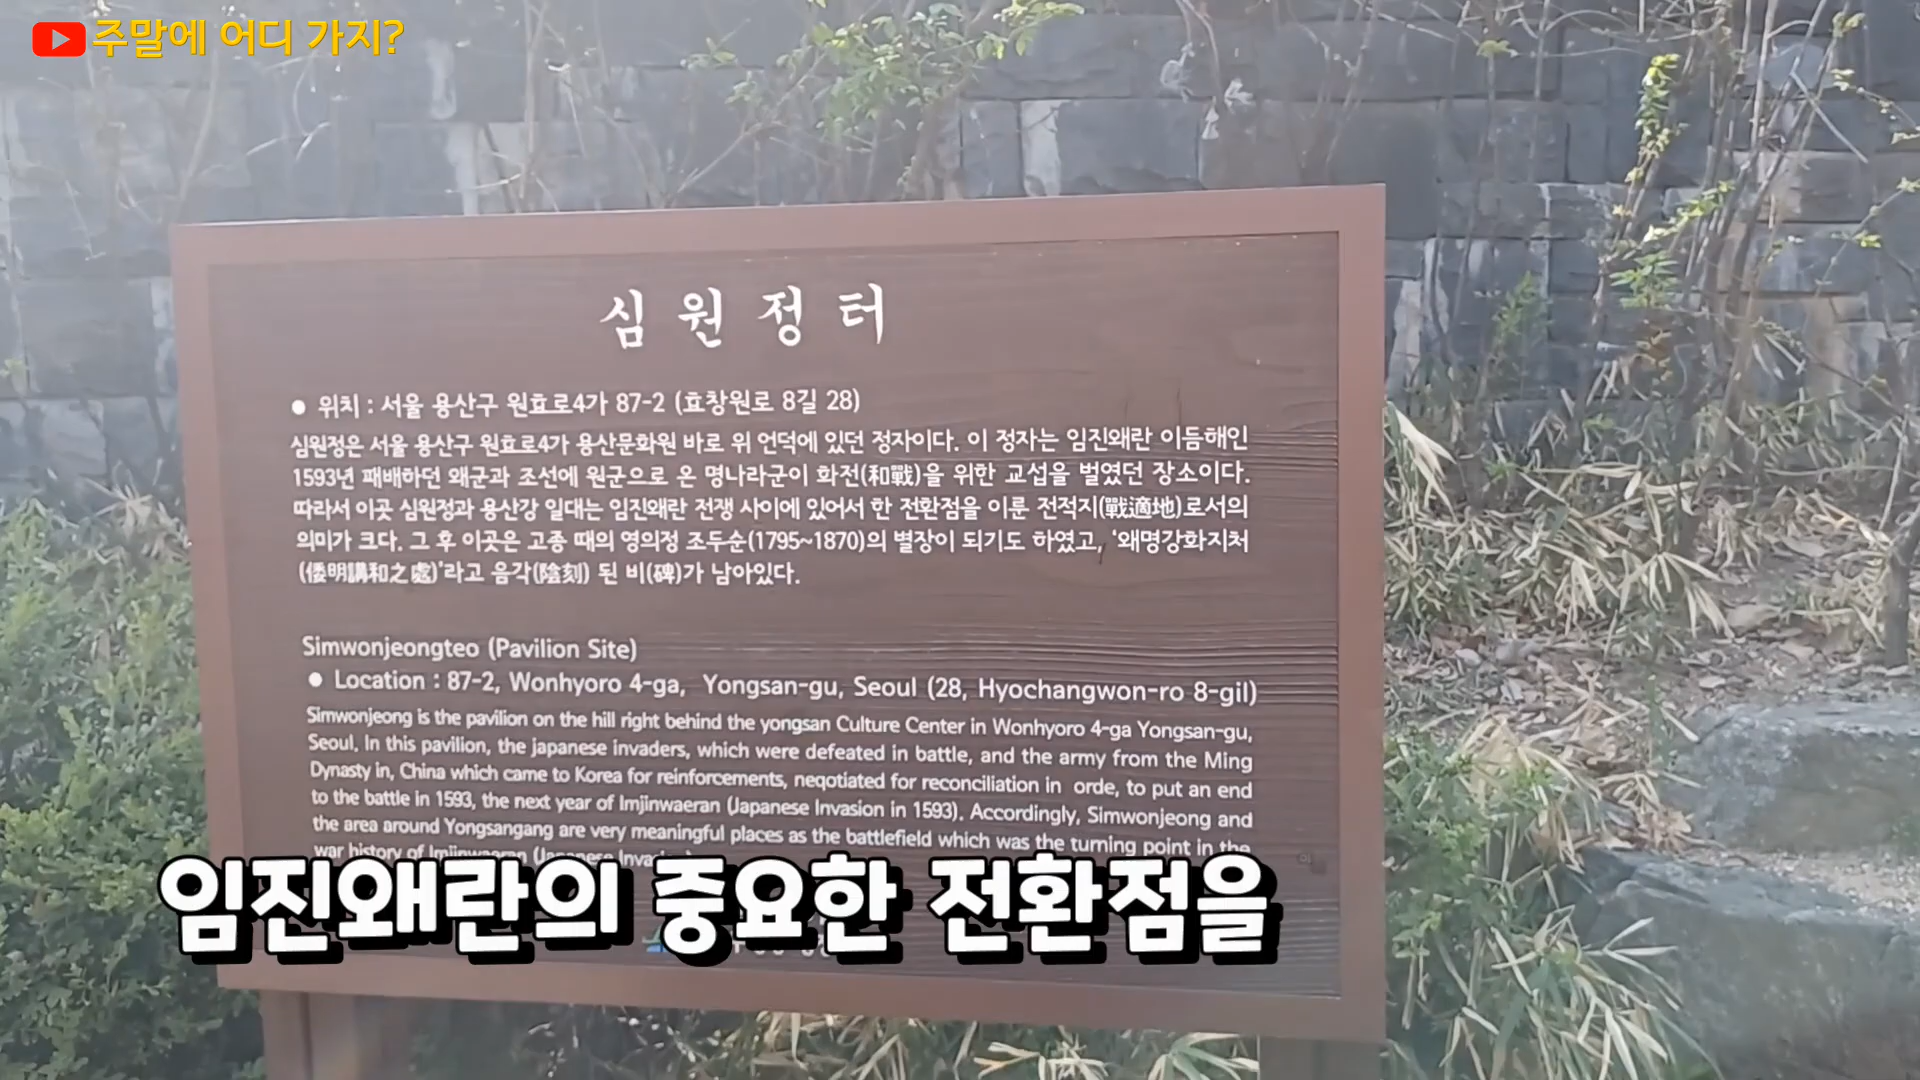 주말에 어디 가지?
심원정터
● 위치 : 서울 용산구 원효로4가 87-2 (효창원로 8길 28)
심원정은 서울 용산구 원효로4가 용산문화원 바로 위 언덕에 있던 정자이다. 이 정자는 임진왜란 이듬해인
1593년 패배하던 왜군과 조선에 원군으로 온 명나라군이 화전(和戰)을 위한 교섭을 벌였던 장소이다.
따라서 이곳 심원정과 용산강 일대는 임진왜란 전쟁 사이에 있어서 한 전환점을 이룬 전적지(戰適地)로서의
의미가 크다. 그 후 이곳은 고종 때의 영의정 조두순(1795~1870)의 별장이 되기도 하였고, '왜명강화지처
(倭明講和之處)'라고 음각(陰刻) 된 비(碑)가 남아있다.
Simwonjeongteo (Pavilion Site)
● Location : 87-2, Wonhyoro 4-ga, Yongsan-gu, Seoul (28, Hyochangwon-ro 8-gil)
Simwonjeong is the pavilion on the hill right behind the yongsan Culture Center in Wonhyoro 4-ga Yongsan-gu,
Seoul. In this pavilion, the japanese invaders, which were defeated in battle, and the army from the Ming
Dynasty in, China which came to Korea for reinforcements, negotiated for reconciliation in orde, to put an end
to the battle in 1593, the next year of Imjinwaeran (Japanese Invasion in 1593). Accordingly, Simwonjeong and
the area around Yongsangang are very meaningful places as the battlefield which was the turning point in the
war history of Imjinwaeran (Japanese
임진왜란의 중요한 전환점을